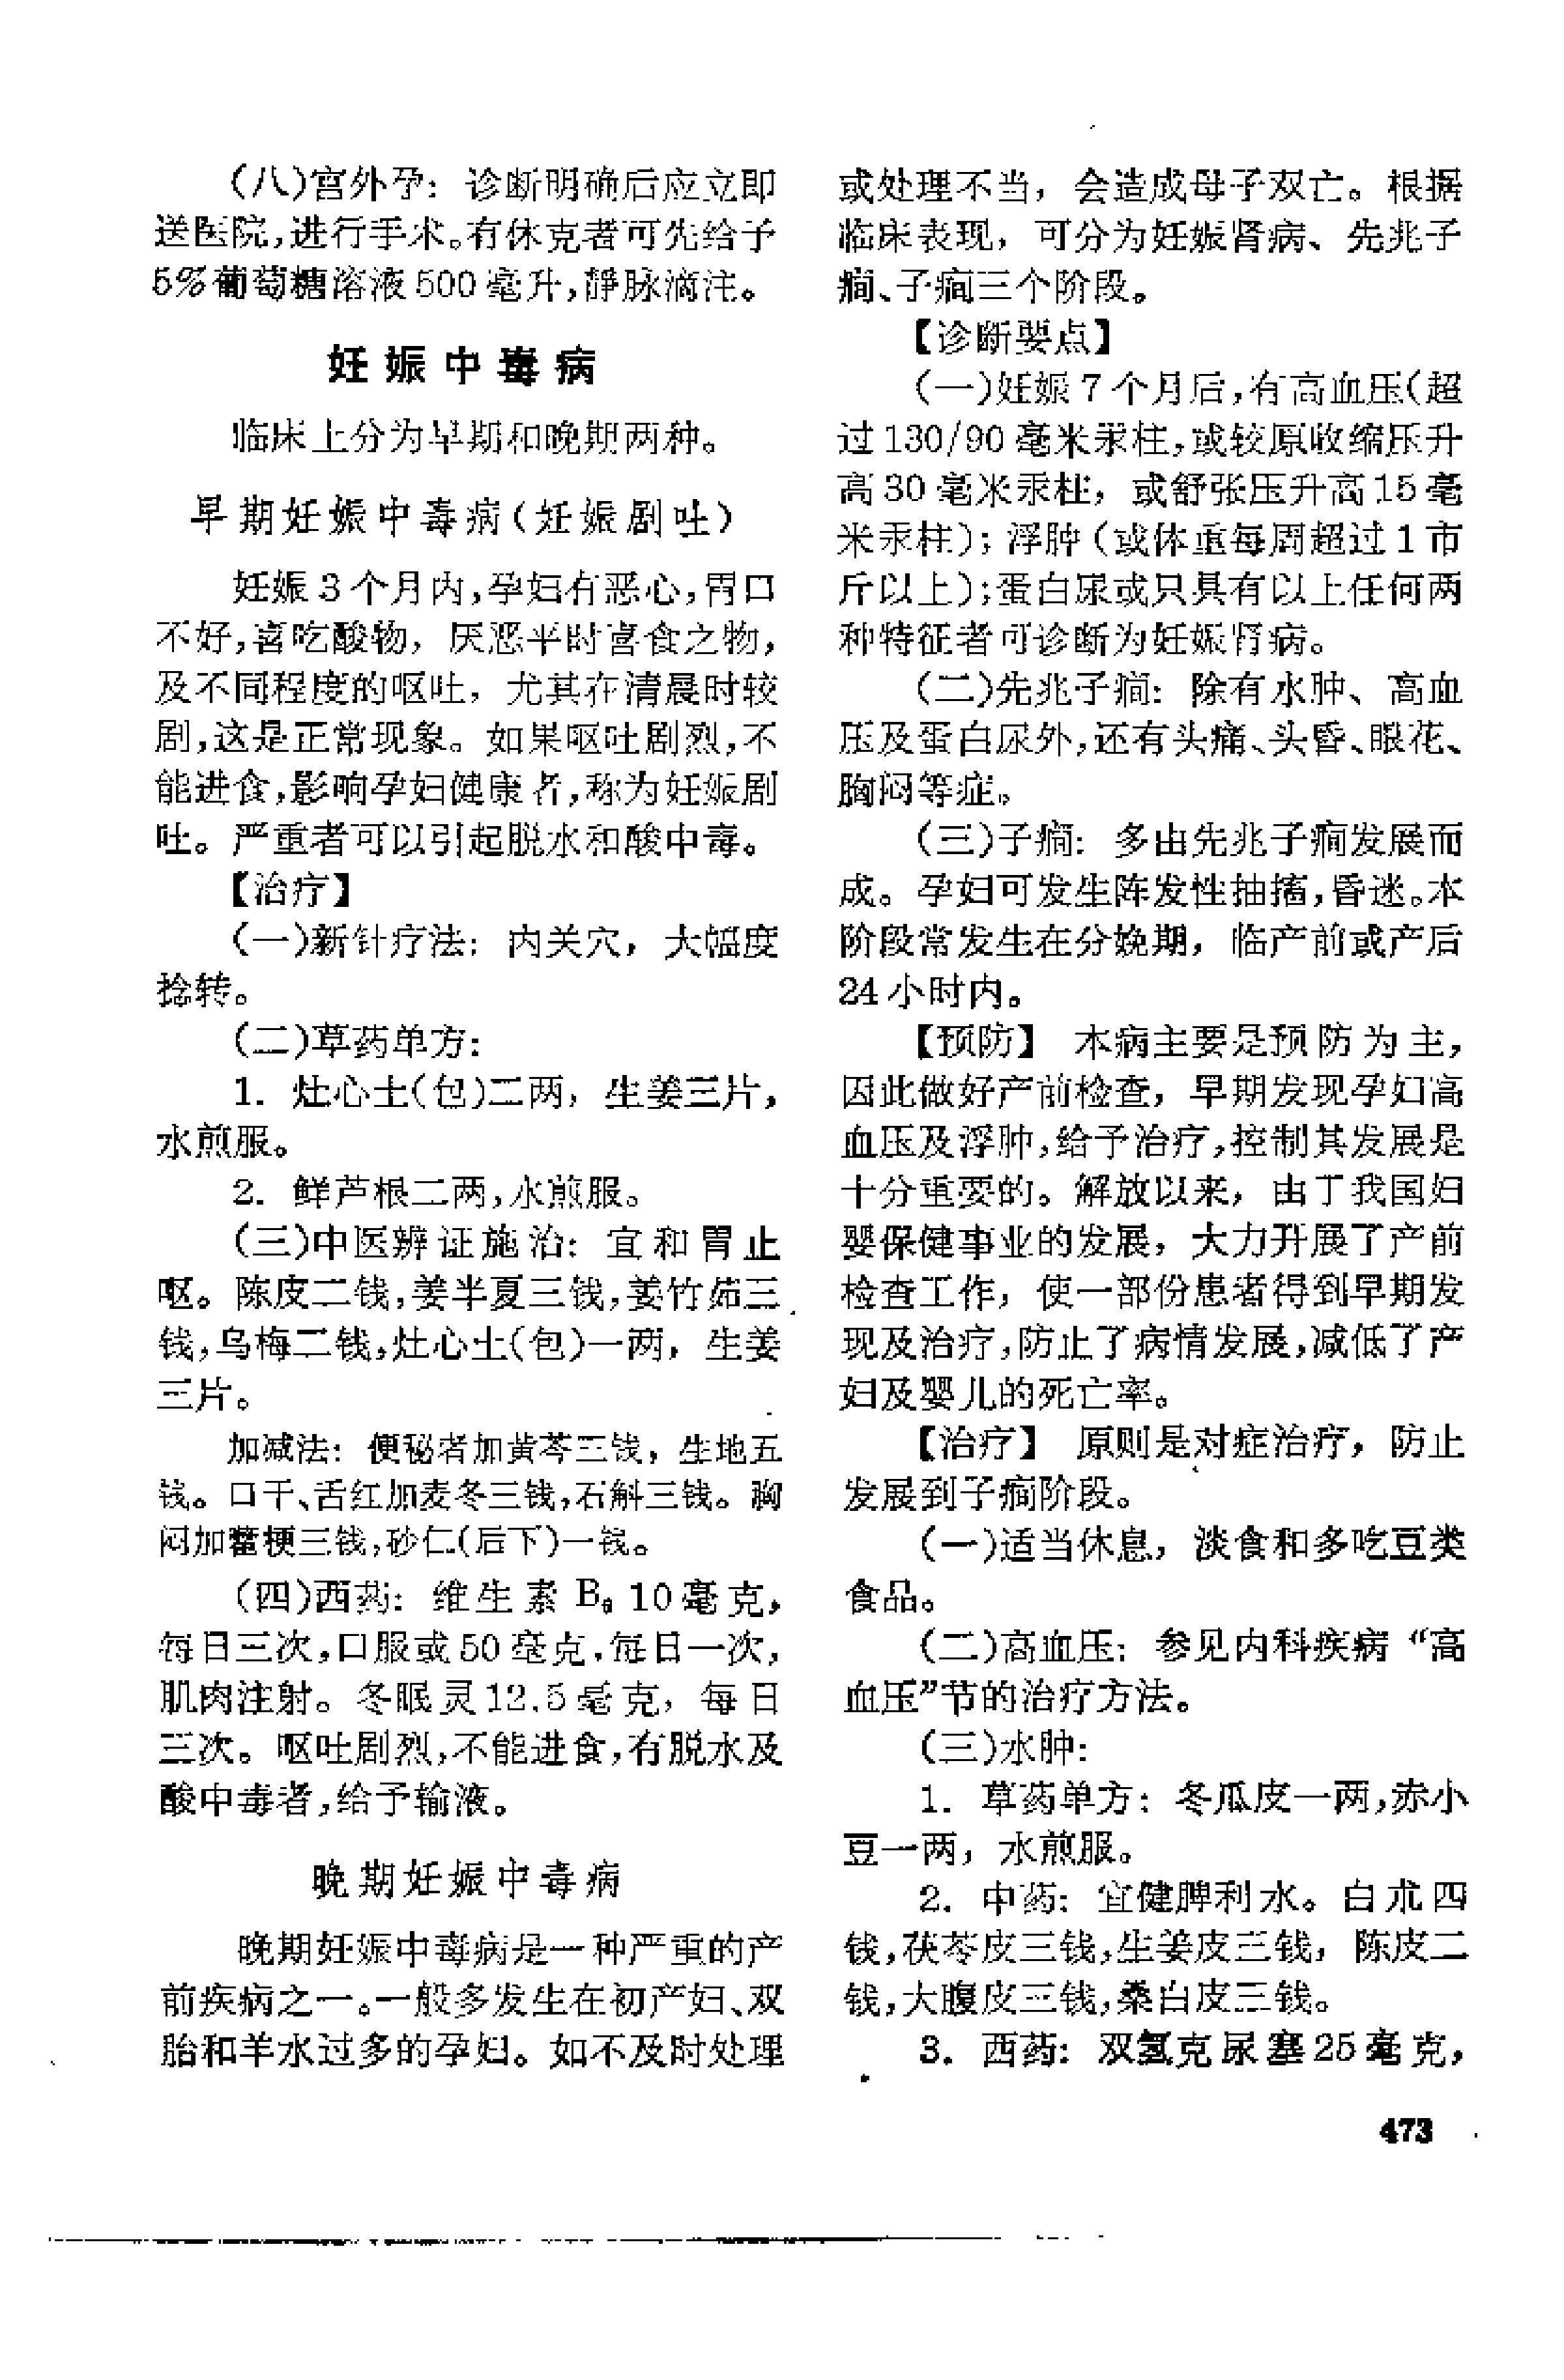 （八）宫外孕：诊断明确后应立即
送医院，进行手术。有休克者可先给予
5％葡萄糖溶液500毫升，静脉滴注。
妊娠中毒病
临床上分为早期和晚期两种。
早期妊娠中毒病（妊娠剧吐）
妊娠3个月内，孕妇有恶心，胃口
不好，喜吃酸物，厌恶平时喜食之物，
及不同程度的呕吐，尤其在清晨时较
剧，这是正常现象。如果呕吐剧烈，不
能进食，影响孕妇健康者，称为妊娠剧
吐。严重者可以引起脱水和酸中毒。
【治疗】
（一）新针疗法：内关穴，大幅度
捻转。
（二）草药单方：
1. 灶心土（包）二两，生姜三片，
水煎服。
2. 鲜芦根二两，水煎服。
（三）中医辨证施治：宜和胃止
呕。陈皮二钱，姜半夏三钱，姜竹茹三
钱，乌梅二钱，灶心土（包）一两，生姜
三片。
加减法：便秘者加黄芩三钱，生地五
钱。口干、舌红加麦冬三钱，石斛三钱。胸
闷加藿梗三钱，砂仁（后下）一钱。
（四）西药：维生素B₆10毫克，
每日三次，口服或50毫克，每日一次，
肌肉注射。冬眠灵12.5毫克，每日
三次。呕吐剧烈，不能进食，有脱水及
酸中毒者，给予输液。
晚期妊娠中毒病
晚期妊娠中毒病是一种严重的产
前疾病之一。一般多发生在初产妇、双
胎和羊水过多的孕妇。如不及时处理
或处理不当，会造成母子双亡。根据
临床表现，可分为妊娠肾病、先兆子
痫、子痫三个阶段。
【诊断要点】
（一）妊娠7个月后，有高血压（超
过130/90毫米汞柱，或较原收缩压升
高30毫米汞柱，或舒张压升高15毫
米汞柱）；浮肿（或体重每周超过1市
斤以上）；蛋白尿或只具有以上任何两
种特征者可诊断为妊娠肾病。
（二）先兆子痫：除有水肿、高血
压及蛋白尿外，还有头痛、头昏、眼花、
胸闷等症。
（三）子痫：多由先兆子痫发展而
成。孕妇可发生阵发性抽搐，昏迷。本
阶段常发生在分娩期，临产前或产后
24小时内。
【预防】 本病主要是预防为主，
因此做好产前检查，早期发现孕妇高
血压及浮肿，给予治疗，控制其发展是
十分重要的。解放以来，由于我国妇
婴保健事业的发展，大力开展了产前
检查工作，使一部份患者得到早期发
现及治疗，防止了病情发展，减低了产
妇及婴儿的死亡率。
【治疗】 原则是对症治疗，防止
发展到子痫阶段。
（一）适当休息，淡食和多吃豆类
食品。
（二）高血压：参见内科疾病“高
血压”节的治疗方法。
（三）水肿：
1. 草药单方：冬瓜皮一两，赤小
豆一两，水煎服。
2. 中药：宜健脾利水。白朮四
钱，茯苓皮三钱，生姜皮三钱，陈皮二
钱，大腹皮三钱，桑白皮三钱。
3. 西药：双氢克尿塞25毫克，
473